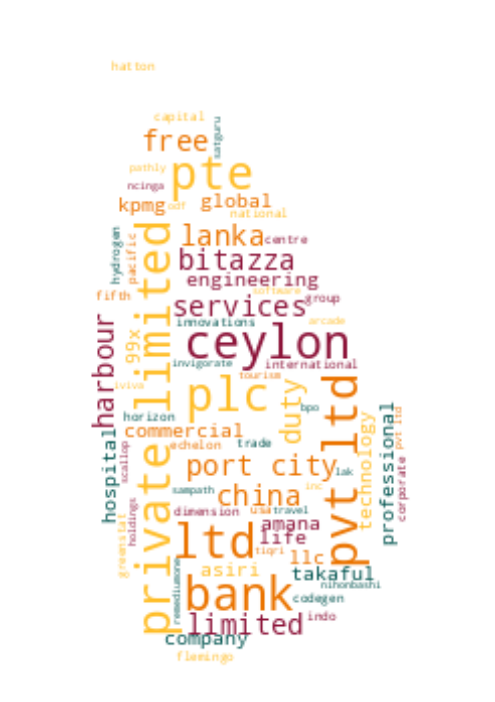 hatton
capital
satguru
free
pathly
pte
ncinga
kpmg
odf
global
national
hydrogen
pacific
lanka
centre
bitazza
engineering
software
fifth
services
group
innovations
arcade
harbour
99x
ceylon
invigorate
international
private limited
tourism
iviva
plc
duty
pvt ltd
bpo
horizon
commercial
echelon
trade
technology
professional
pvt ltd
hospital
scallop
port city
lak
corporate
sampath
china
inc
holdings
dimension
usa
travel
greenstat
ltd
amana
life
tiqri
llc
asiri
takaful
remediumone
bank
nihonbashi
codegen
limited
indo
company
flemingo